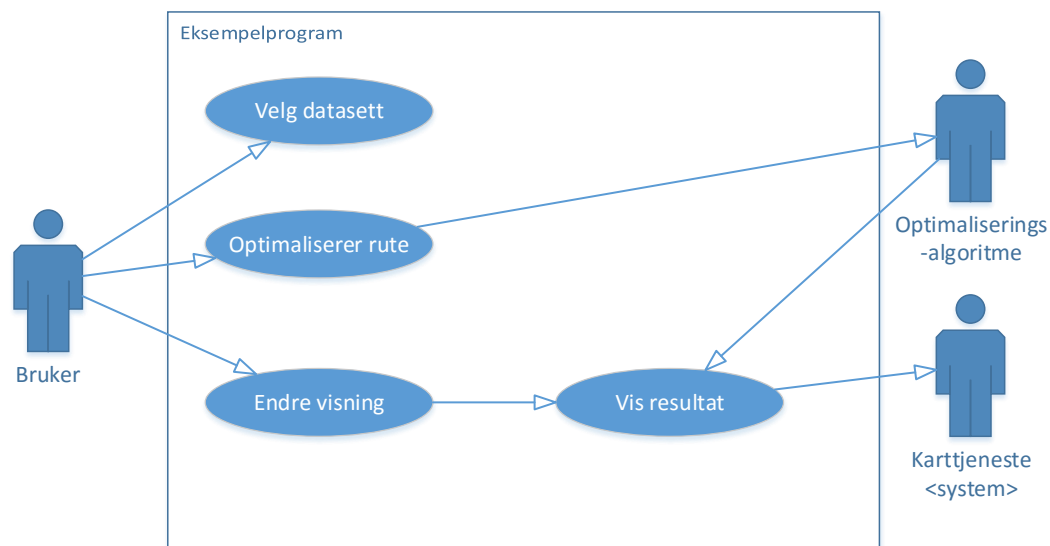 Eksempelprogram
Velg datasett
Optimaliserer rute
Optimaliserings
-algoritme
Bruker
Endre visning
Vis resultat
Karttjeneste
<system>